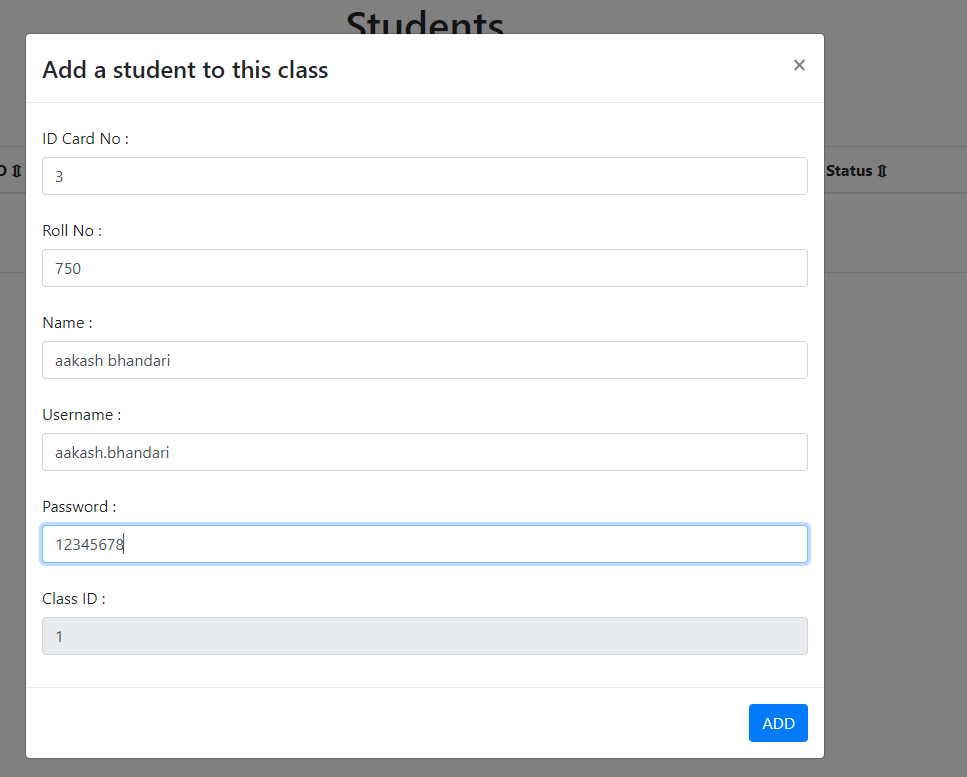 Students
Add a student to this class ×
ID Card No :
3
O ⇕ Status ⇕
Roll No :
750
Name :
aakash bhandari
Username :
aakash.bhandari
Password :
12345678
Class ID :
1
ADD